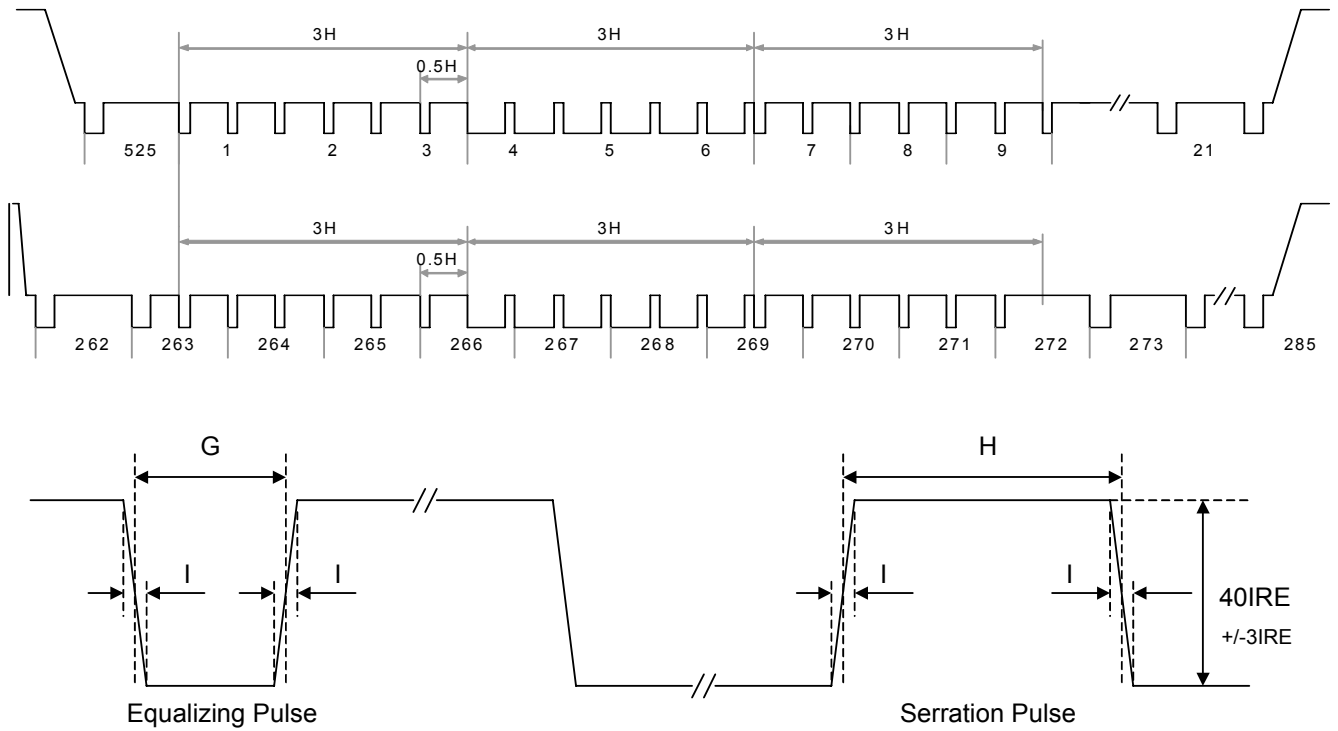 3H 3H 3H
0.5H
525 1 2 3 4 5 6 7 8 9 21
3H 3H 3H
0.5H
262 263 264 265 266 267 268 269 270 271 272 273 285
G H
I I I I 40IRE
+/-3IRE
Equalizing Pulse Serration Pulse